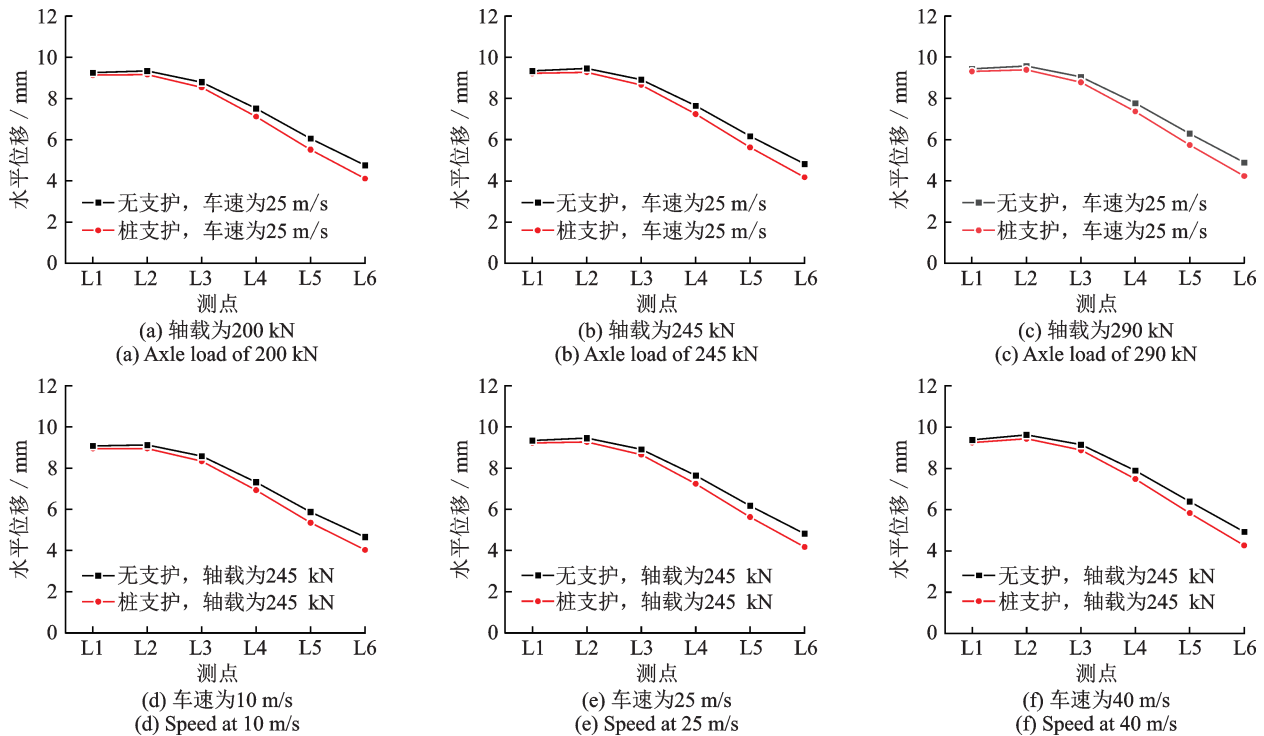 12
10
8
6
4
2
0
水平位移 / mm
无支护，车速为25 m/s
桩支护，车速为25 m/s
L1 L2 L3 L4 L5 L6
测点
(a) 轴载为200 kN
(a) Axle load of 200 kN
12
10
8
6
4
2
0
水平位移 / mm
无支护，车速为25 m/s
桩支护，车速为25 m/s
L1 L2 L3 L4 L5 L6
测点
(b) 轴载为245 kN
(b) Axle load of 245 kN
12
10
8
6
4
2
0
水平位移 / mm
无支护，车速为25 m/s
桩支护，车速为25 m/s
L1 L2 L3 L4 L5 L6
测点
(c) 轴载为290 kN
(c) Axle load of 290 kN
12
10
8
6
4
2
0
水平位移 / mm
无支护，轴载为245 kN
桩支护，轴载为245 kN
L1 L2 L3 L4 L5 L6
测点
(d) 车速为10 m/s
(d) Speed at 10 m/s
12
10
8
6
4
2
0
水平位移 / mm
无支护，轴载为245 kN
桩支护，轴载为245 kN
L1 L2 L3 L4 L5 L6
测点
(e) 车速为25 m/s
(e) Speed at 25 m/s
12
10
8
6
4
2
0
水平位移 / mm
无支护，轴载为245 kN
桩支护，轴载为245 kN
L1 L2 L3 L4 L5 L6
测点
(f) 车速为40 m/s
(f) Speed at 40 m/s